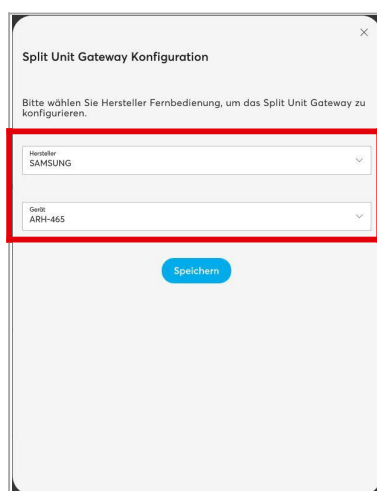 Split Unit Gateway Konfiguration
Bitte wählen Sie Hersteller Fernbedienung, um das Split Unit Gateway zu
konfigurieren.
Hersteller
SAMSUNG
Gerät
ARH-465
Speichern